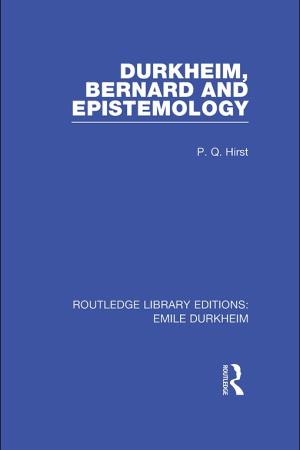 DURKHEIM,
BERNARD AND
EPISTEMOLOGY
P. Q. Hirst
ROUTLEDGE LIBRARY EDITIONS:
EMILE DURKHEIM
ROUTLEDGE